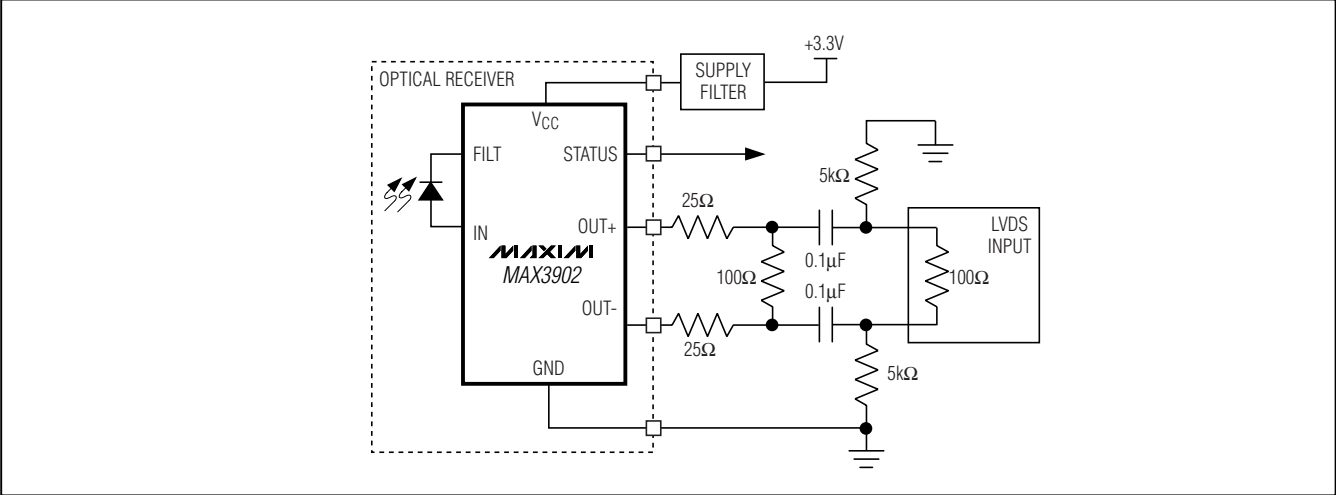 +3.3V
OPTICAL RECEIVER
SUPPLY
FILTER
VCC
FILT
STATUS
5kΩ
25Ω
LVDS
INPUT
IN
OUT+
MAXIM
MAX3902
100Ω
0.1μF
0.1μF
100Ω
OUT-
25Ω
GND
5kΩ